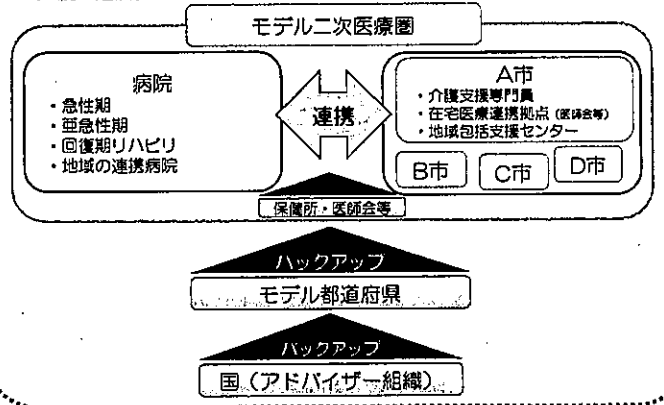 モデル二次医療圏
病院
・急性期
・亜急性期
・回復期リハビリ
・地域の連携病院
連携
A市
・介護支援専門員
・在宅医療連携拠点（医師会等）
・地域包括支援センター
B市
C市
D市
保健所・医師会等
バックアップ
モデル都道府県
バックアップ
国（アドバイザー組織）